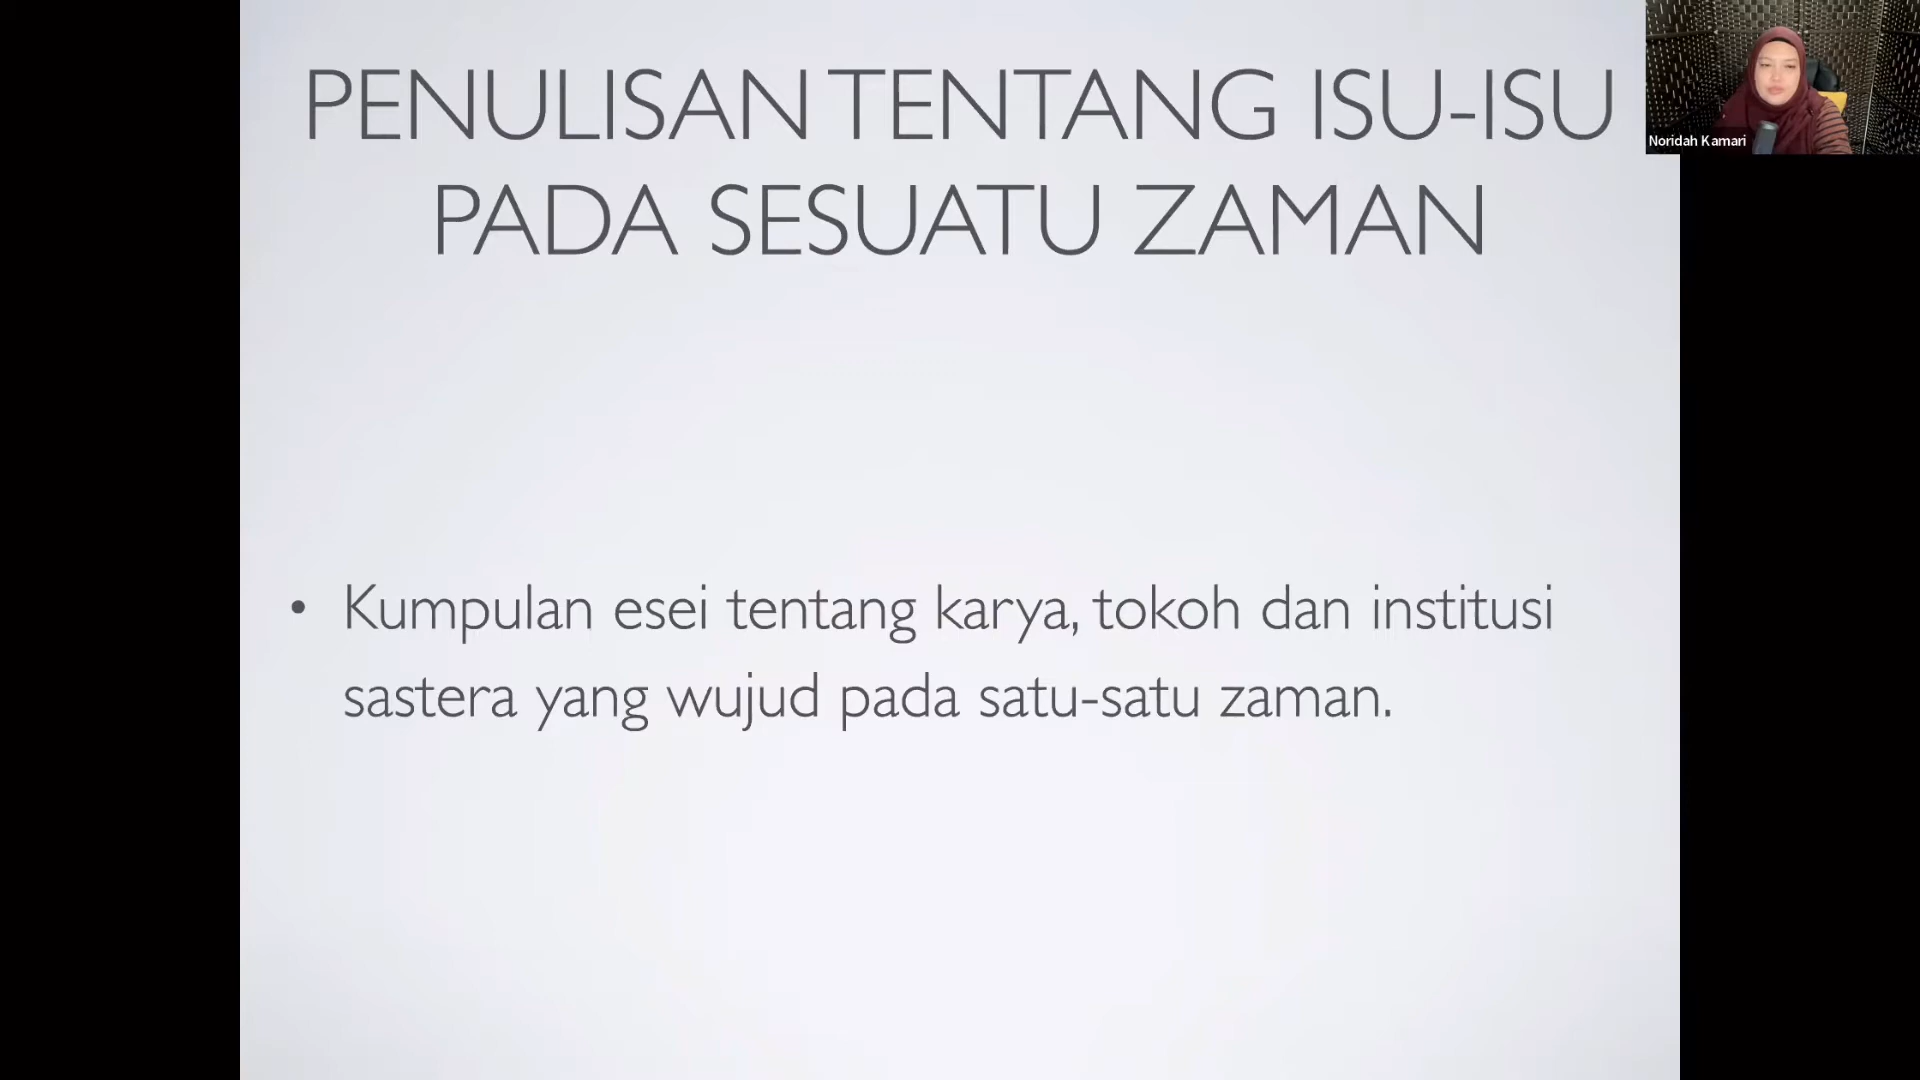 PENULISAN TENTANG ISU-ISU
PADA SESUATU ZAMAN
Noridah Kamari
• Kumpulan esei tentang karya, tokoh dan institusi
sastera yang wujud pada satu-satu zaman.